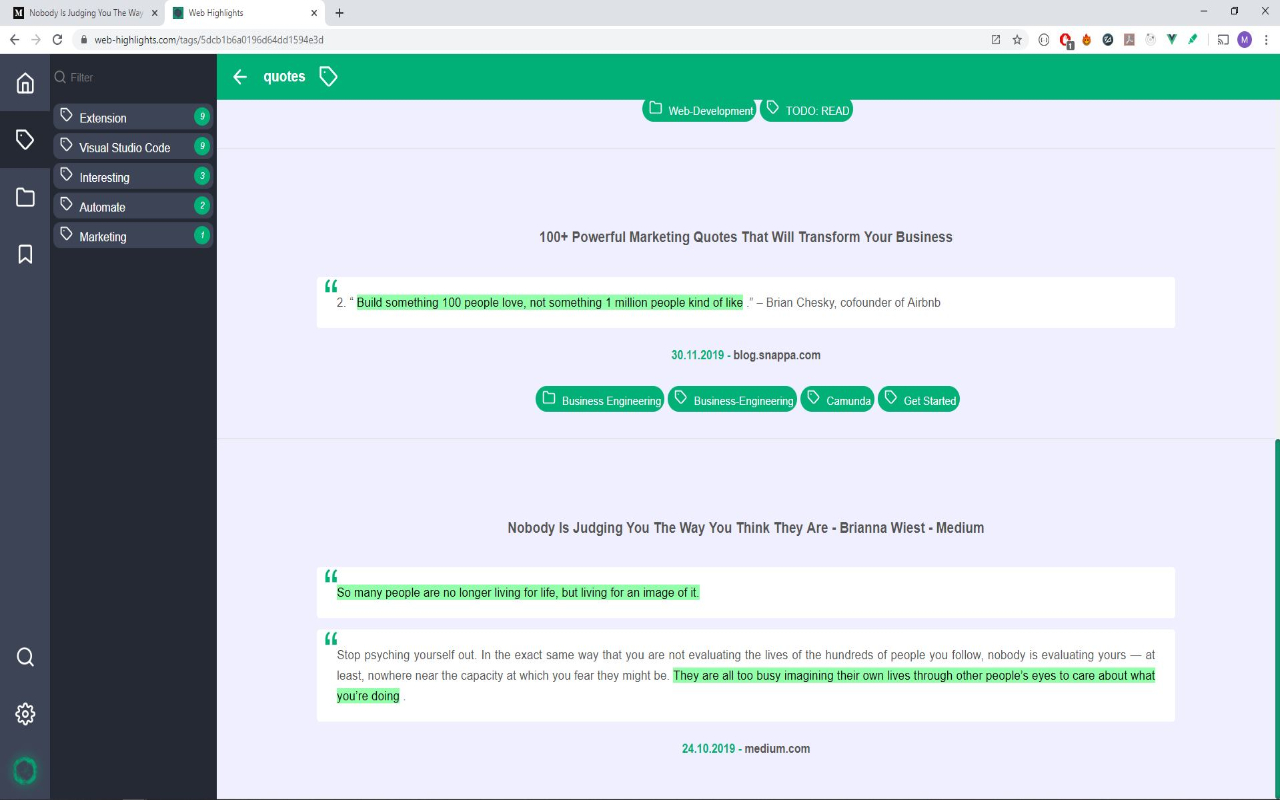 Nobody Is Judging You The Way
Web Highlights
web-highlights.com/tags/5dcb1b6a0196d64dd1594e3d
1
M
Filter
Extension 9
Visual Studio Code 9
Interesting 3
Automate 2
Marketing 1
quotes
Web-Development TODO: READ
100+ Powerful Marketing Quotes That Will Transform Your Business
2. “ Build something 100 people love, not something 1 million people kind of like .” – Brian Chesky, cofounder of Airbnb
30.11.2019 - blog.snappa.com
Business Engineering Business-Engineering Camunda Get Started
Nobody Is Judging You The Way You Think They Are - Brianna Wiest - Medium
So many people are no longer living for life, but living for an image of it.
Stop psyching yourself out. In the exact same way that you are not evaluating the lives of the hundreds of people you follow, nobody is evaluating yours — at
least, nowhere near the capacity at which you fear they might be. They are all too busy imagining their own lives through other people's eyes to care about what
you're doing .
24.10.2019 - medium.com